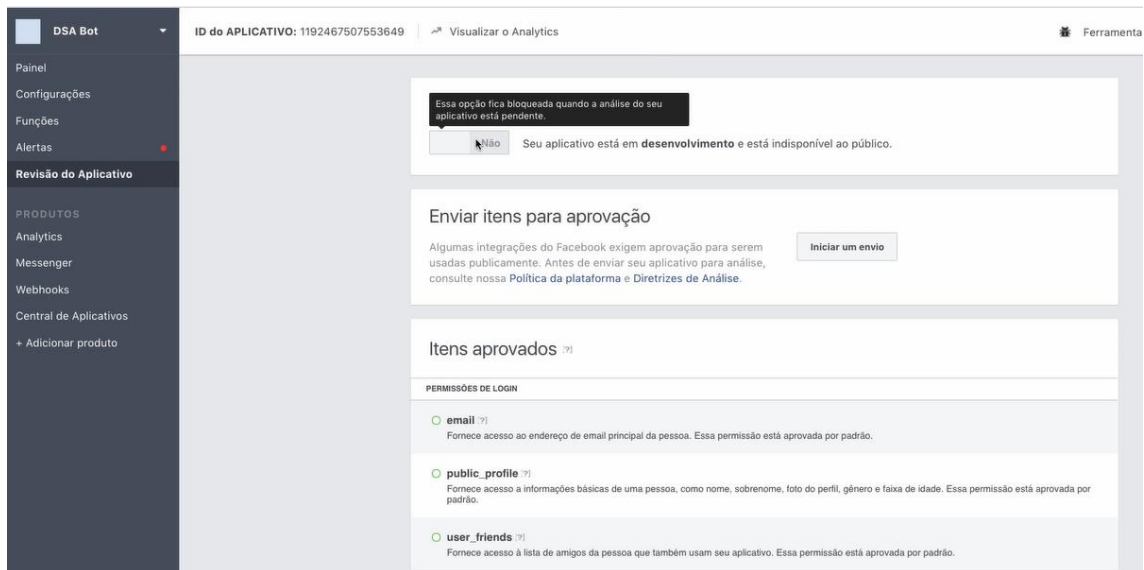 DSA Bot
ID do APLICATIVO: 1192467507553649
Visualizar o Analytics
Ferramenta
Painel
Configurações
Funções
Alertas
Revisão do Aplicativo
PRODUTOS
Analytics
Messenger
Webhooks
Central de Aplicativos
+ Adicionar produto
Essa opção fica bloqueada quando a análise do seu
aplicativo está pendente.
Não
Seu aplicativo está em desenvolvimento e está indisponível ao público.
Enviar itens para aprovação
Algumas integrações do Facebook exigem aprovação para serem
usadas publicamente. Antes de enviar seu aplicativo para análise,
consulte nossa Política da plataforma e Diretrizes de Análise.
Iniciar um envio
Itens aprovados [?]
PERMISSÕES DE LOGIN
email [?]
Fornece acesso ao endereço de email principal da pessoa. Essa permissão está aprovada por padrão.
public_profile [?]
Fornece acesso a informações básicas de uma pessoa, como nome, sobrenome, foto do perfil, gênero e faixa de idade. Essa permissão está aprovada por
padrão.
user_friends [?]
Fornece acesso à lista de amigos da pessoa que também usam seu aplicativo. Essa permissão está aprovada por padrão.